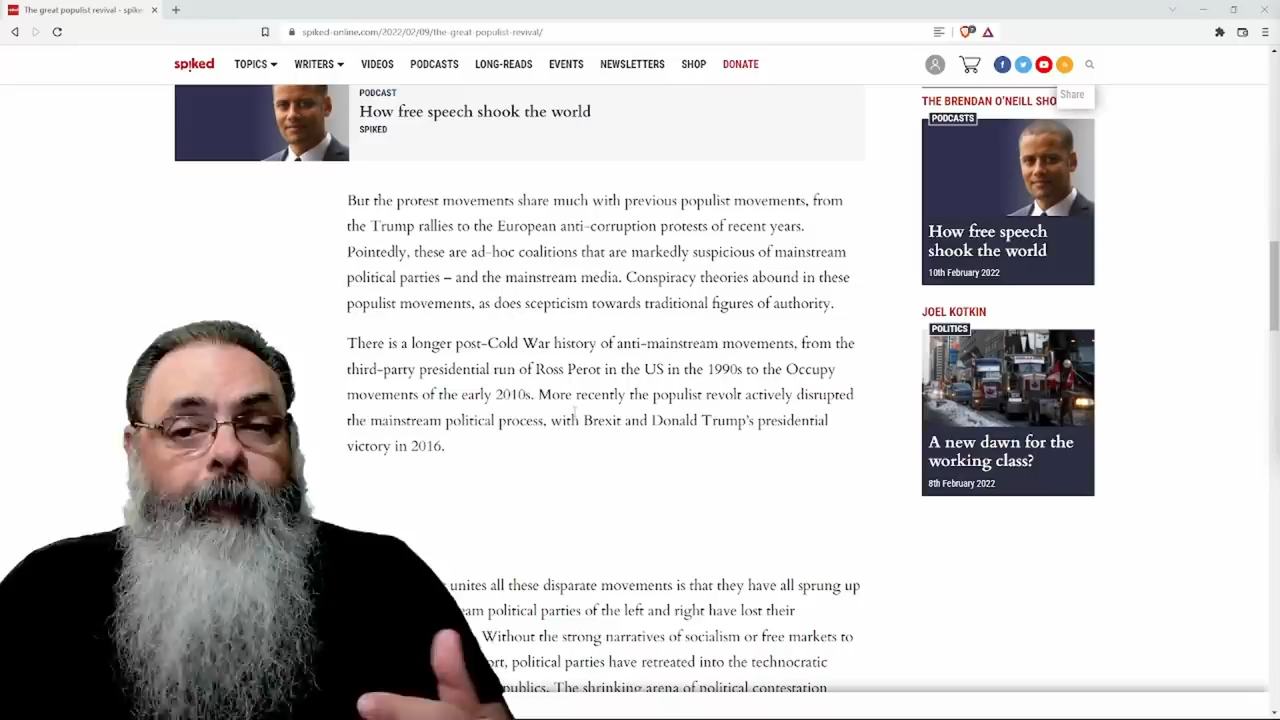 The great populist revival - spike
spiked-online.com/2022/02/09/the-great-populist-revival/
sp!ked
TOPICS
WRITERS
VIDEOS
PODCASTS
LONG-READS
EVENTS
NEWSLETTERS
SHOP
DONATE
Share
PODCAST
How free speech shook the world
SPIKED
But the protest movements share much with previous populist movements, from
the Trump rallies to the European anti-corruption protests of recent years.
Pointedly, these are ad-hoc coalitions that are markedly suspicious of mainstream
political parties – and the mainstream media. Conspiracy theories abound in these
populist movements, as does scepticism towards traditional figures of authority.
There is a longer post-Cold War history of anti-mainstream movements, from the
third-party presidential run of Ross Perot in the US in the 1990s to the Occupy
movements of the early 2010s. More recently the populist revolt actively disrupted
the mainstream political process, with Brexit and Donald Trump's presidential
victory in 2016.
unites all these disparate movements is that they have all sprung up
political parties of the left and right have lost their
Without the strong narratives of socialism or free markets to
political parties have retreated into the technocratic
The shrinking arena of political contestation
THE BRENDAN O'NEILL SHO
PODCASTS
How free speech
shook the world
10th February 2022
JOEL KOTKIN
POLITICS
A new dawn for the
working class?
8th February 2022